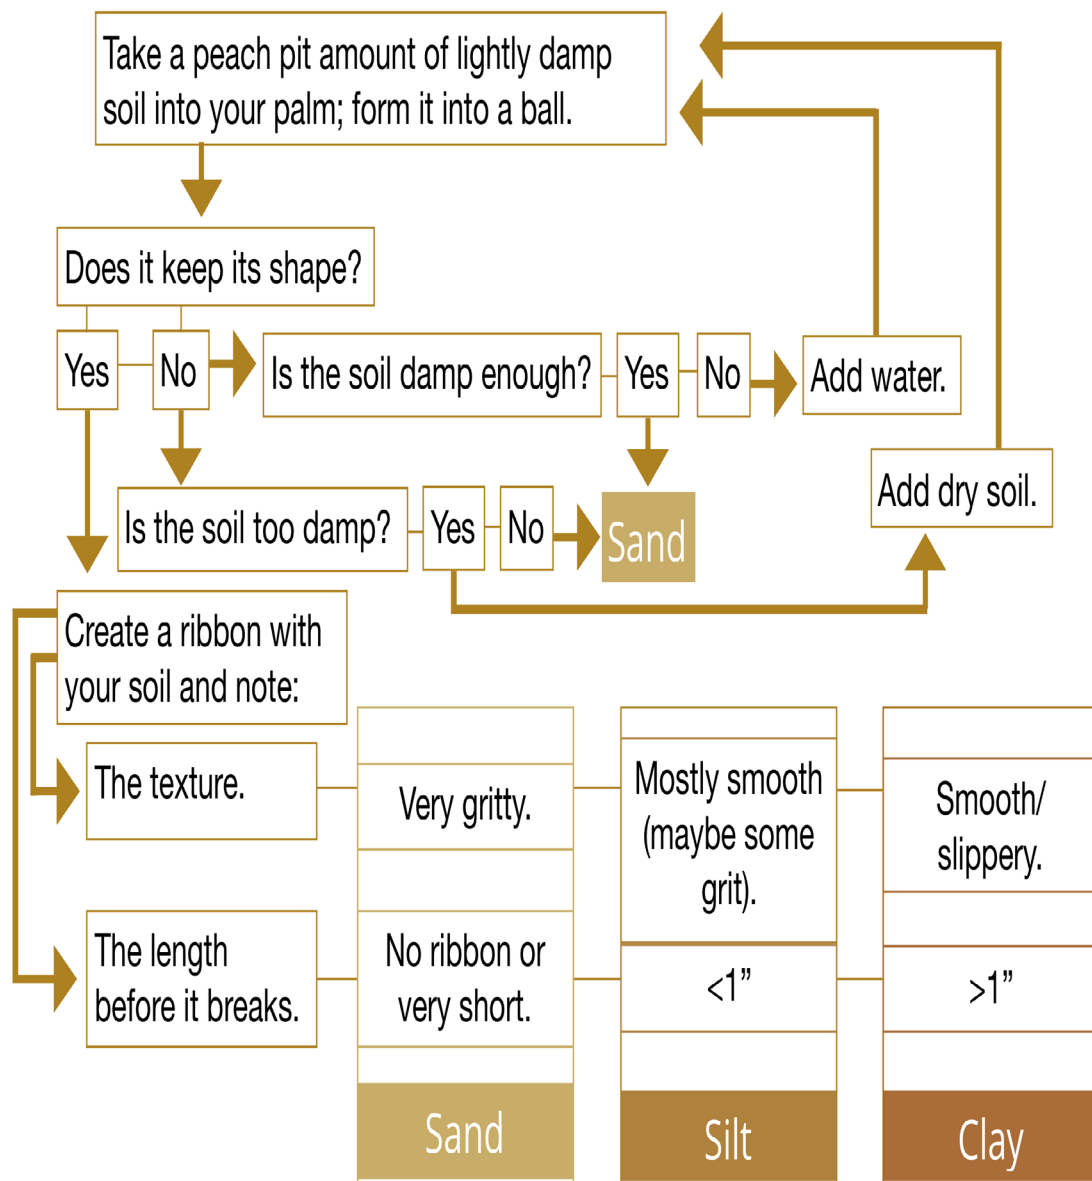 Take a peach pit amount of lightly damp
soil into your palm; form it into a ball.
Does it keep its shape?
Yes
No
Is the soil damp enough?
Yes
No
Add water.
Add dry soil.
Is the soil too damp?
Yes
No
Sand
Create a ribbon with
your soil and note:
The texture.
Very gritty.
Mostly smooth
(maybe some
grit).
Smooth/
slippery.
The length
before it breaks.
No ribbon or
very short.
<1”
>1”
Sand
Silt
Clay